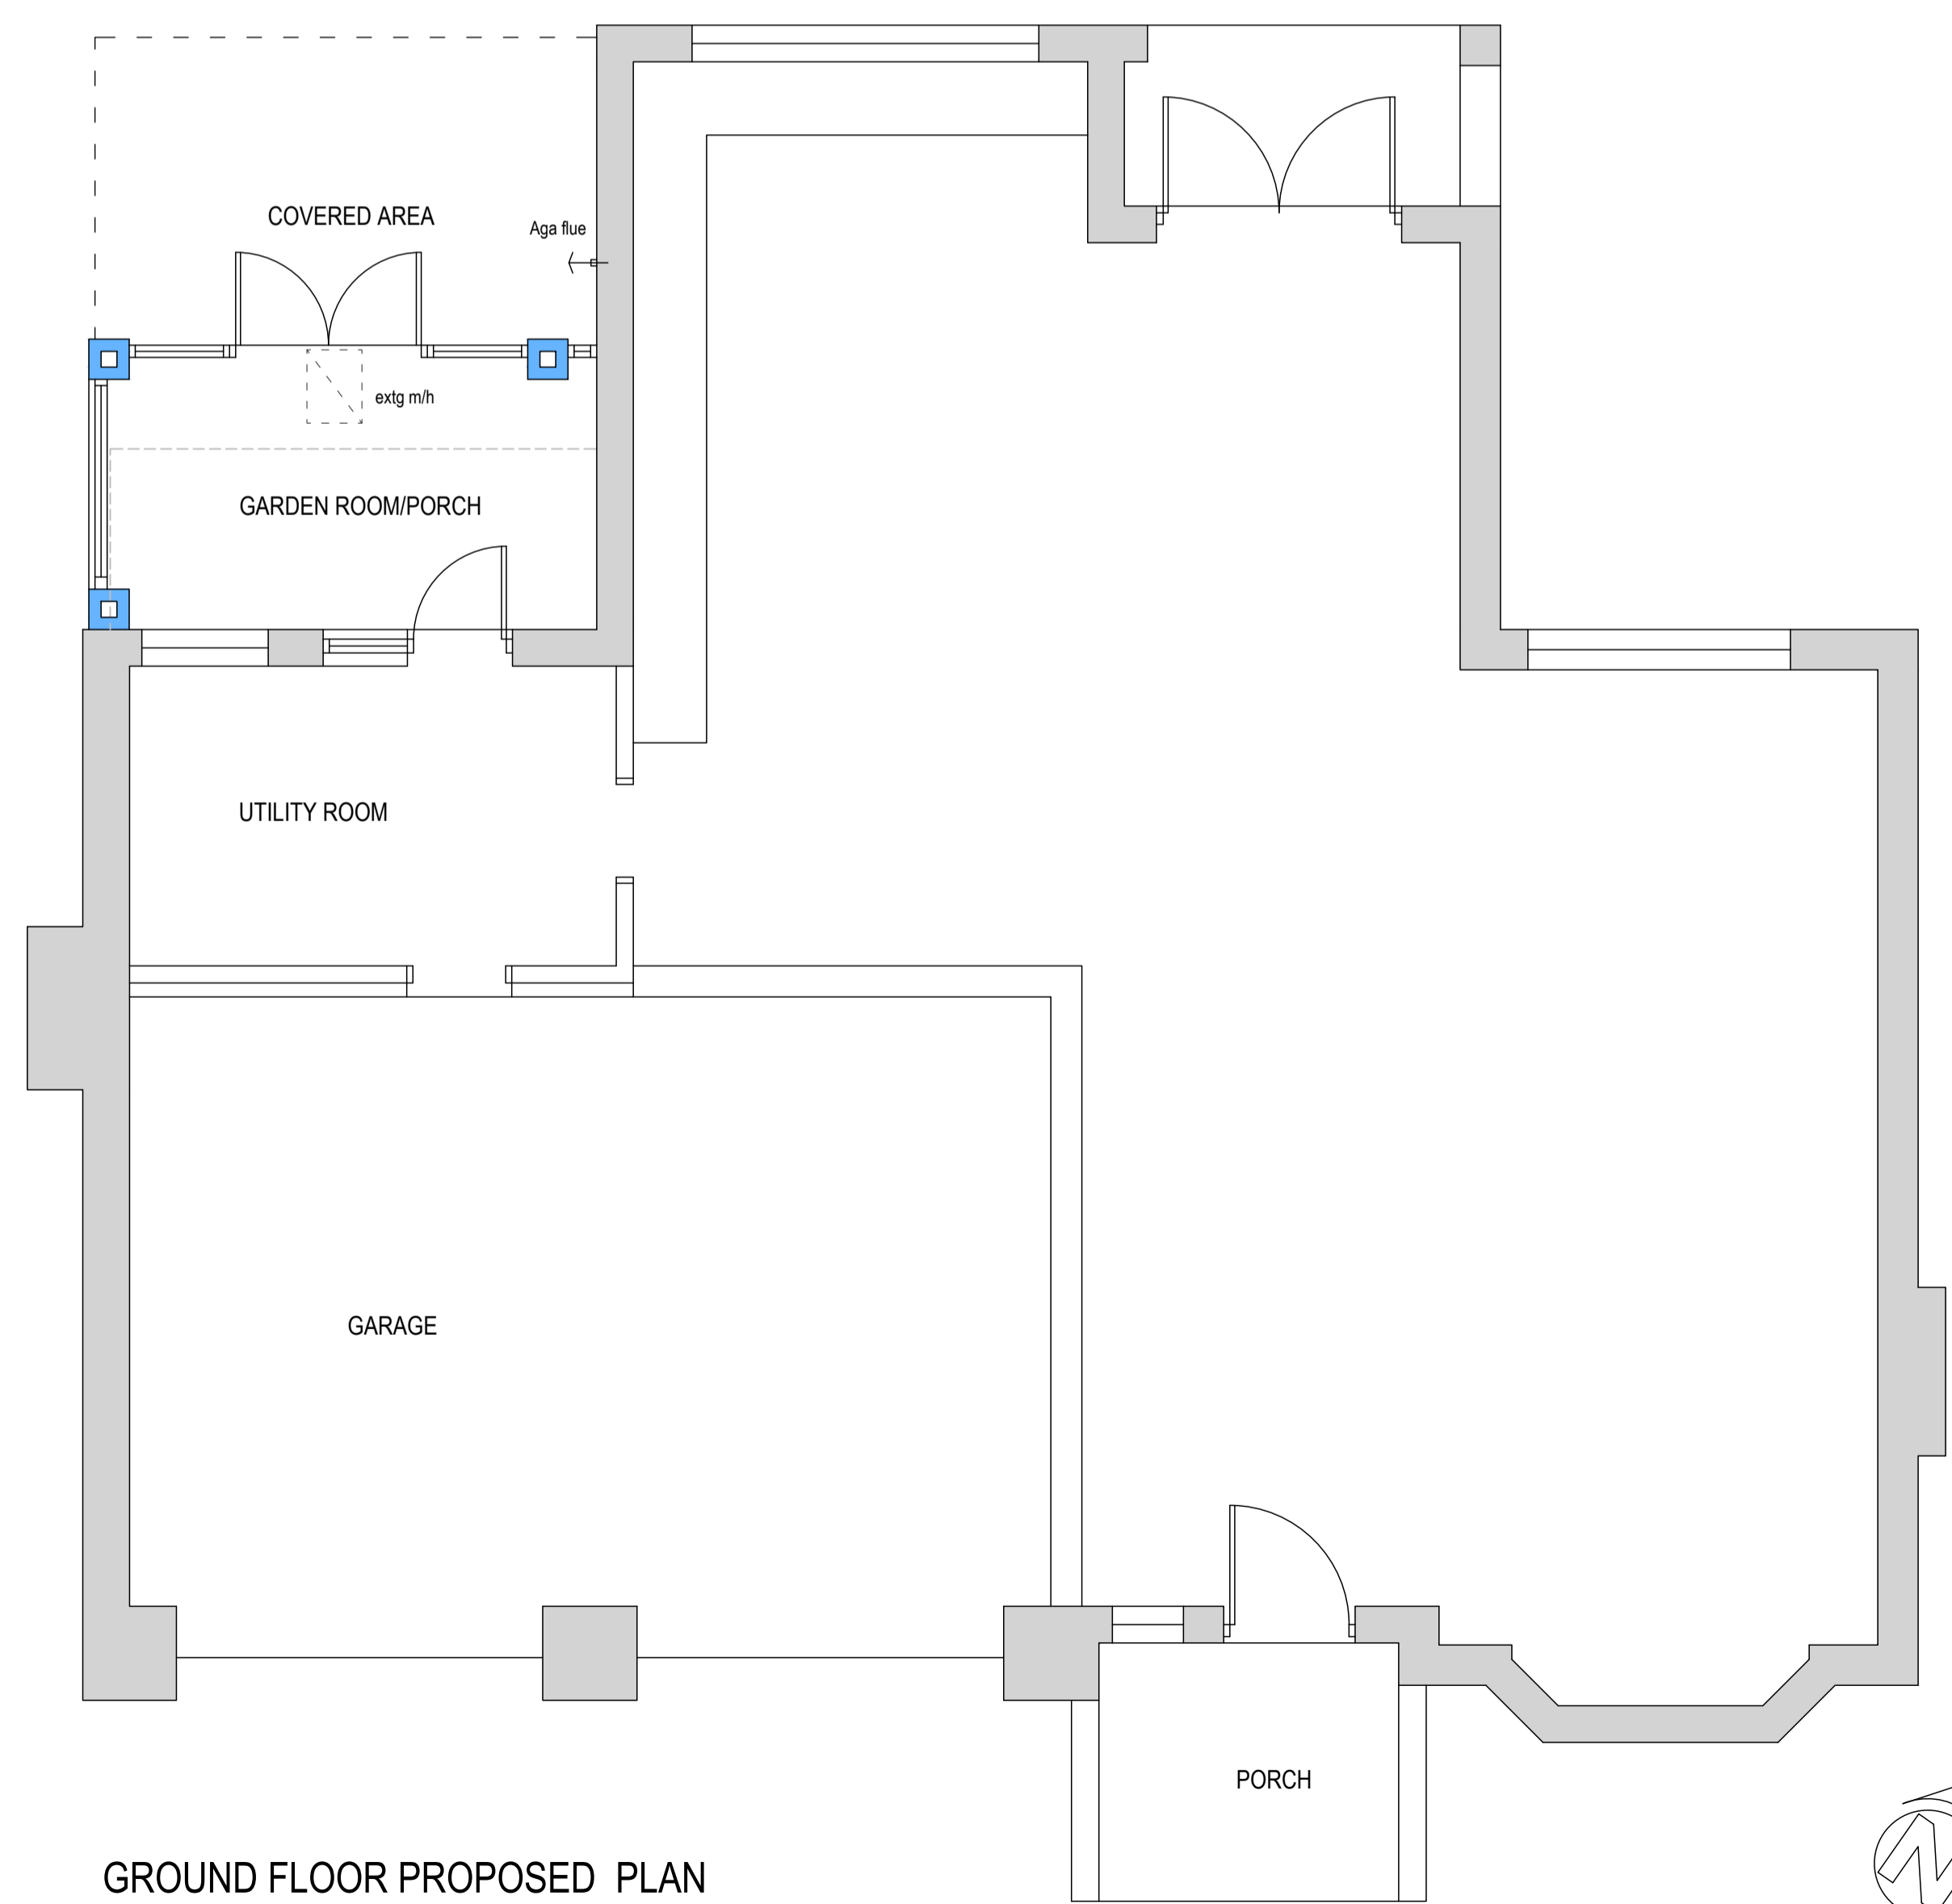 COVERED AREA
Aga flue
extg m/h
GARDEN ROOM/PORCH
UTILITY ROOM
GARAGE
PORCH
N
GROUND FLOOR PROPOSED PLAN